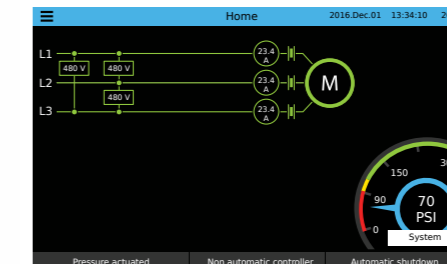 Home 2016.Dec.01 13:34:10
L1
23.4
A
480 V 480 V
L2
23.4
A
M
480 V
L3
23.4
A
150
90
70
PSI
0
System
Pressure actuated Non automatic controller Automatic shutdown